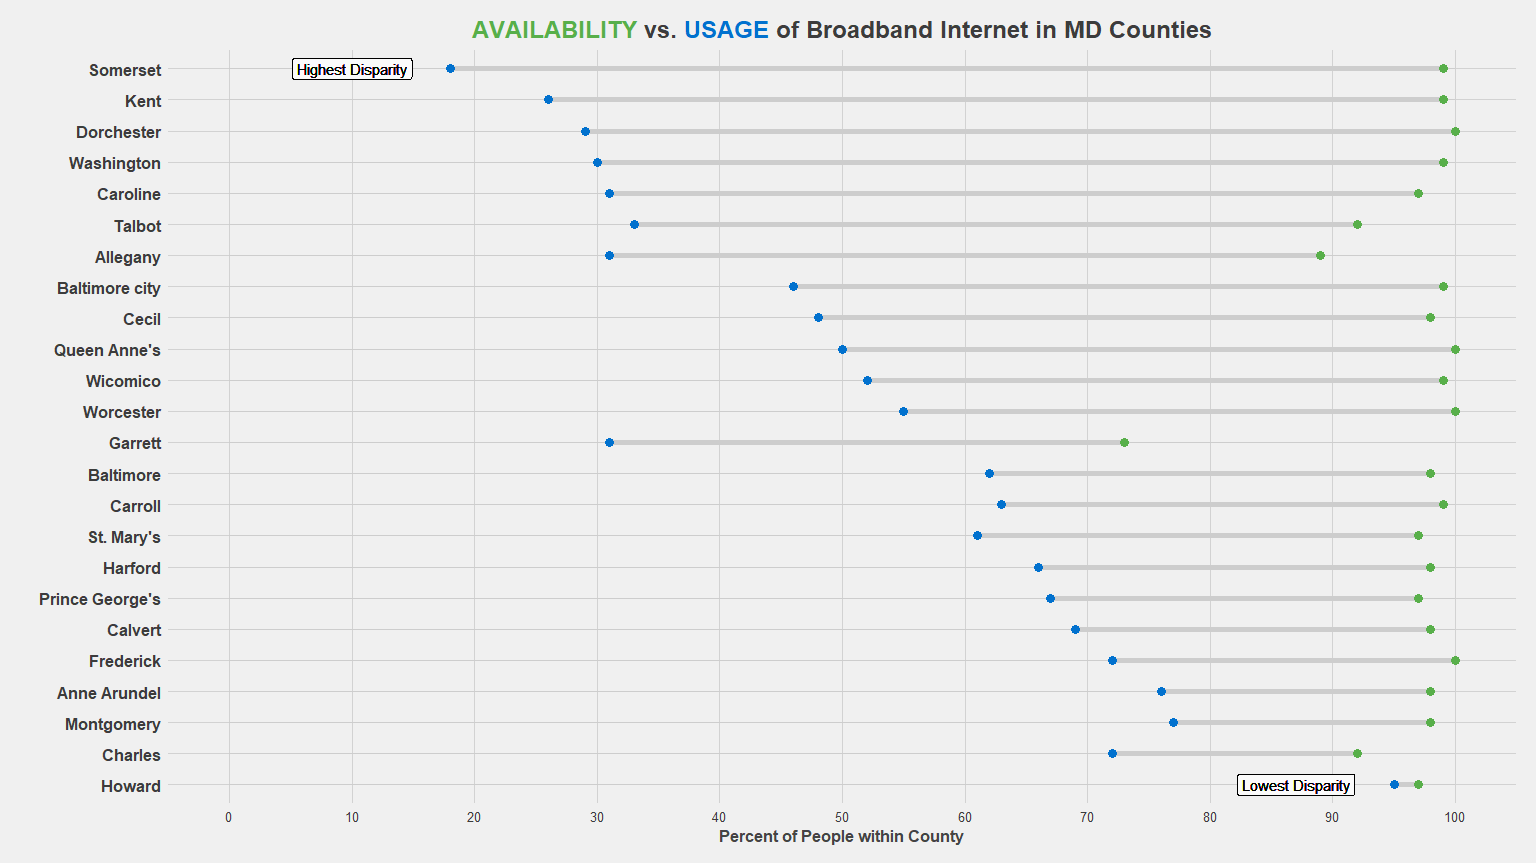 AVAILABILITY vs. USAGE of Broadband Internet in MD Counties
Somerset
Highest Disparity
Kent
Dorchester
Washington
Caroline
Talbot
Allegany
Baltimore city
Cecil
Queen Anne's
Wicomico
Worcester
Garrett
Baltimore
Carroll
St. Mary's
Harford
Prince George's
Calvert
Frederick
Anne Arundel
Montgomery
Charles
Howard
Lowest Disparity
0 10 20 30 40 50 60 70 80 90 100
Percent of People within County